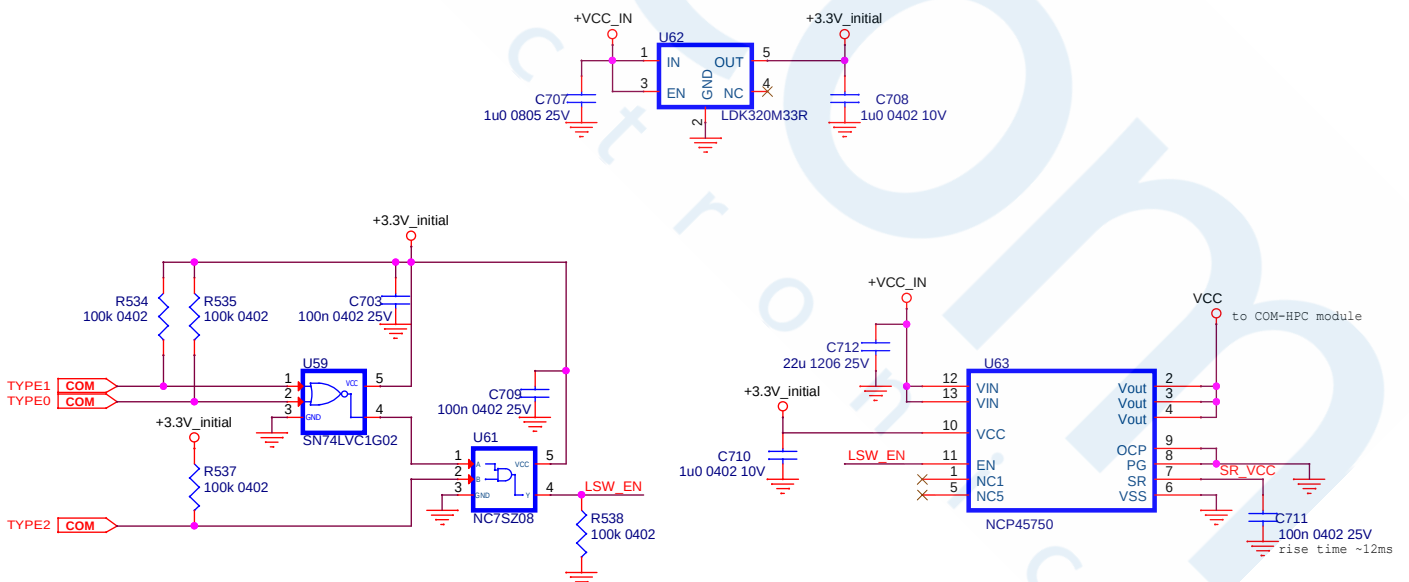 +VCC_IN
+3.3V_initial
U62
1 IN OUT 5
3 EN GND NC 4
2
LDK320M33R
C707
1u0 0805 25V
C708
1u0 0402 10V
+3.3V_initial
R534
100k 0402
R535
100k 0402
C703
100n 0402 25V
U59
TYPE1 COM 1 VCC 5
TYPE0 COM 2
3 GND 4
SN74LVC1G02
+3.3V_initial
R537
100k 0402
C709
100n 0402 25V
U61
1 A VCC 5
2 B
3 GND Y 4
NC7SZ08
LSW_EN
TYPE2 COM
R538
100k 0402
+VCC_IN
VCC
to COM-HPC module
C712
22u 1206 25V
U63
12 VIN Vout 2
13 VIN Vout 3
Vout 4
+3.3V_initial
10 VCC
OCP 9
LSW_EN 11 EN PG 8
1 NC1 SR 7 SR_VCC
5 NC5 VSS 6
C710
1u0 0402 10V
NCP45750
C711
100n 0402 25V
rise time ~12ms
c t r o n i c
om